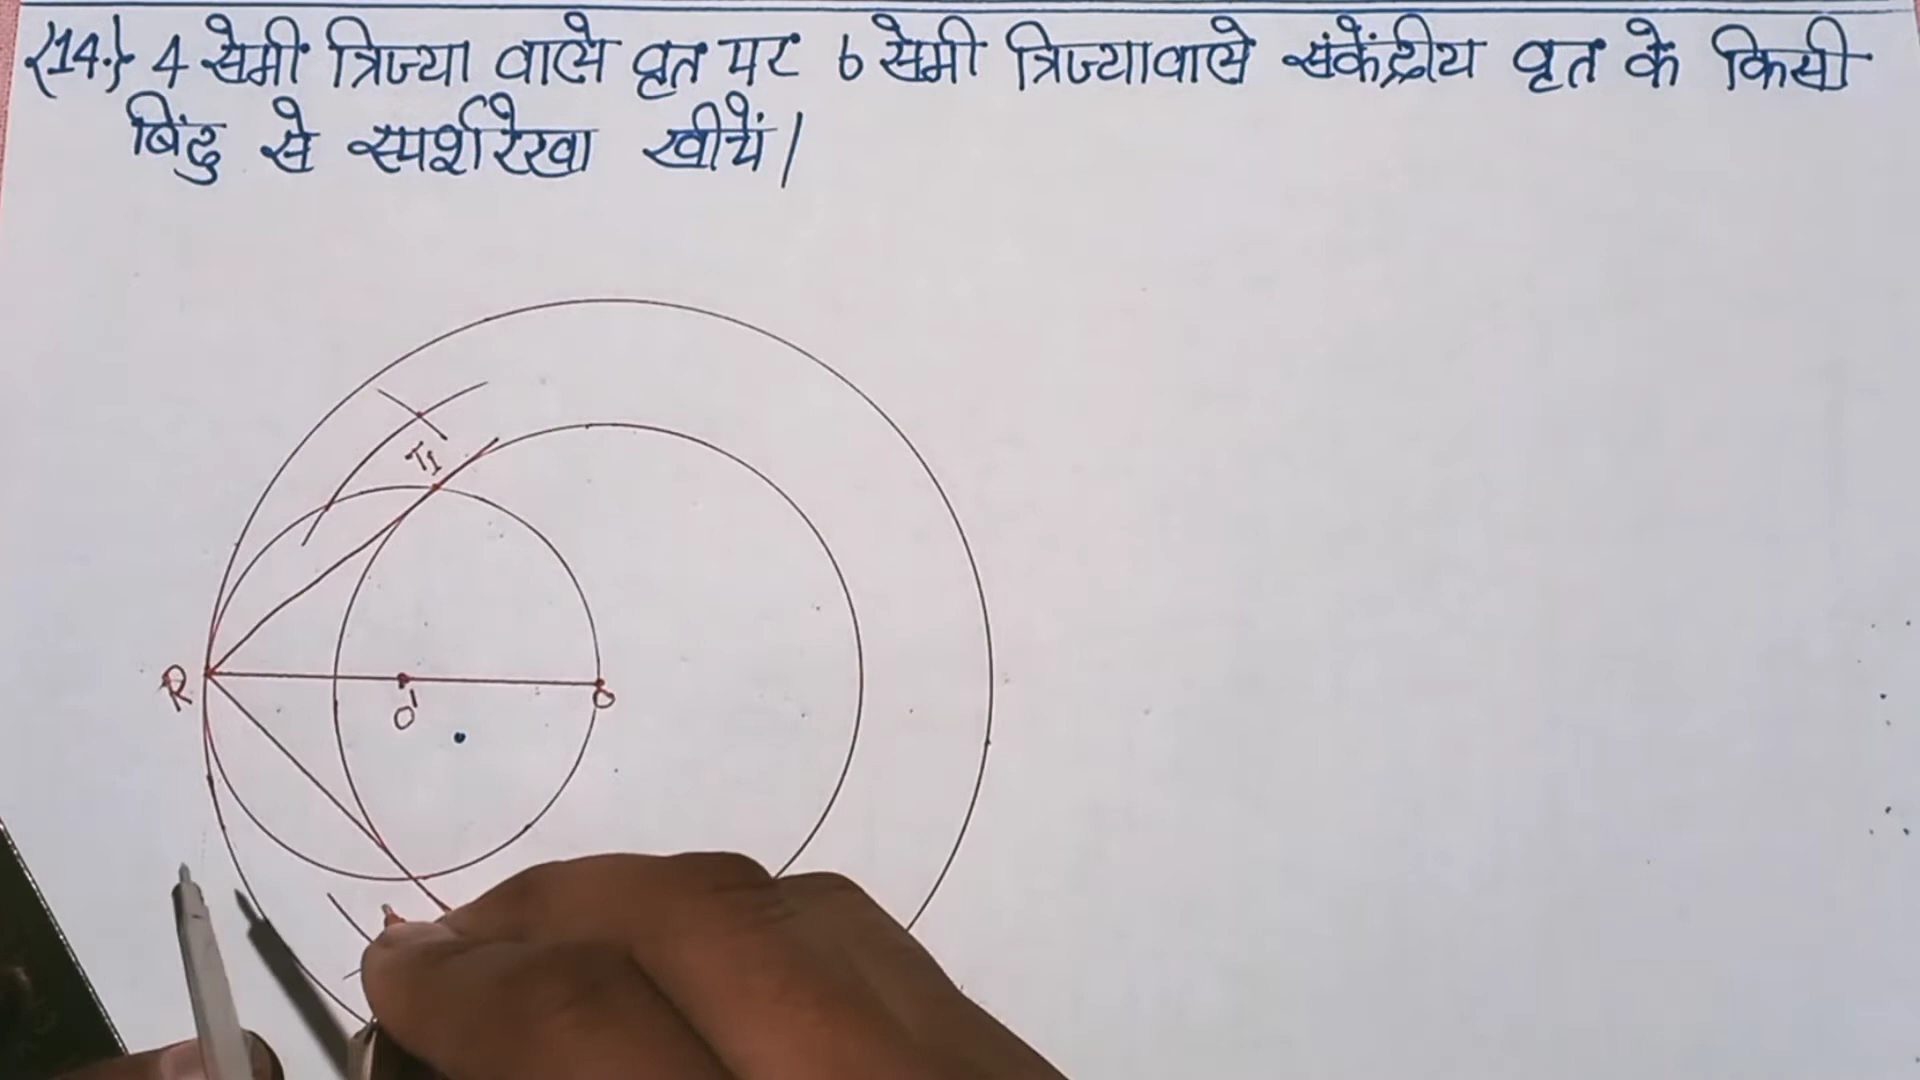 (14.) 4 सेमी त्रिज्या वाले वृत पर 6 सेमी त्रिज्यावाले संकेंद्रीय वृत के किसी
बिंदु से स्पर्शरेखा खीचें।
T1
R
O'
O